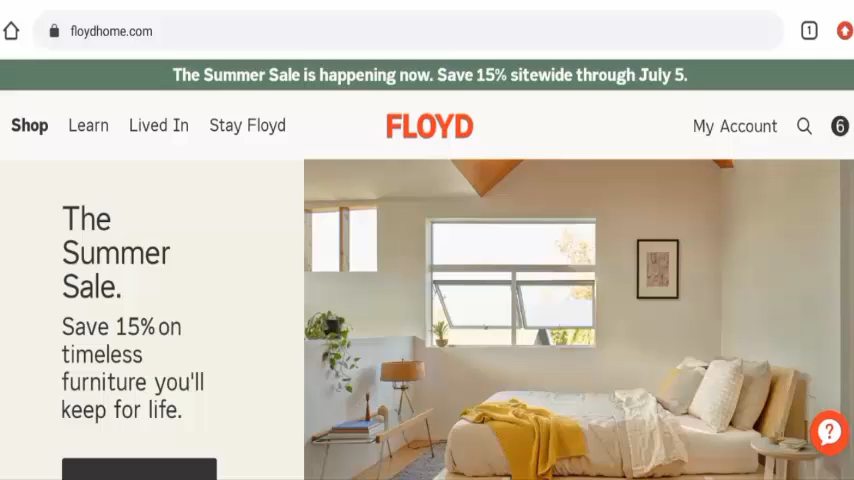 floydhome.com
1
The Summer Sale is happening now. Save 15% sitewide through July 5.
Shop Learn Lived In Stay Floyd FLOYD My Account 6
The
Summer
Sale.
Save 15% on
timeless
furniture you'll
keep for life.
?